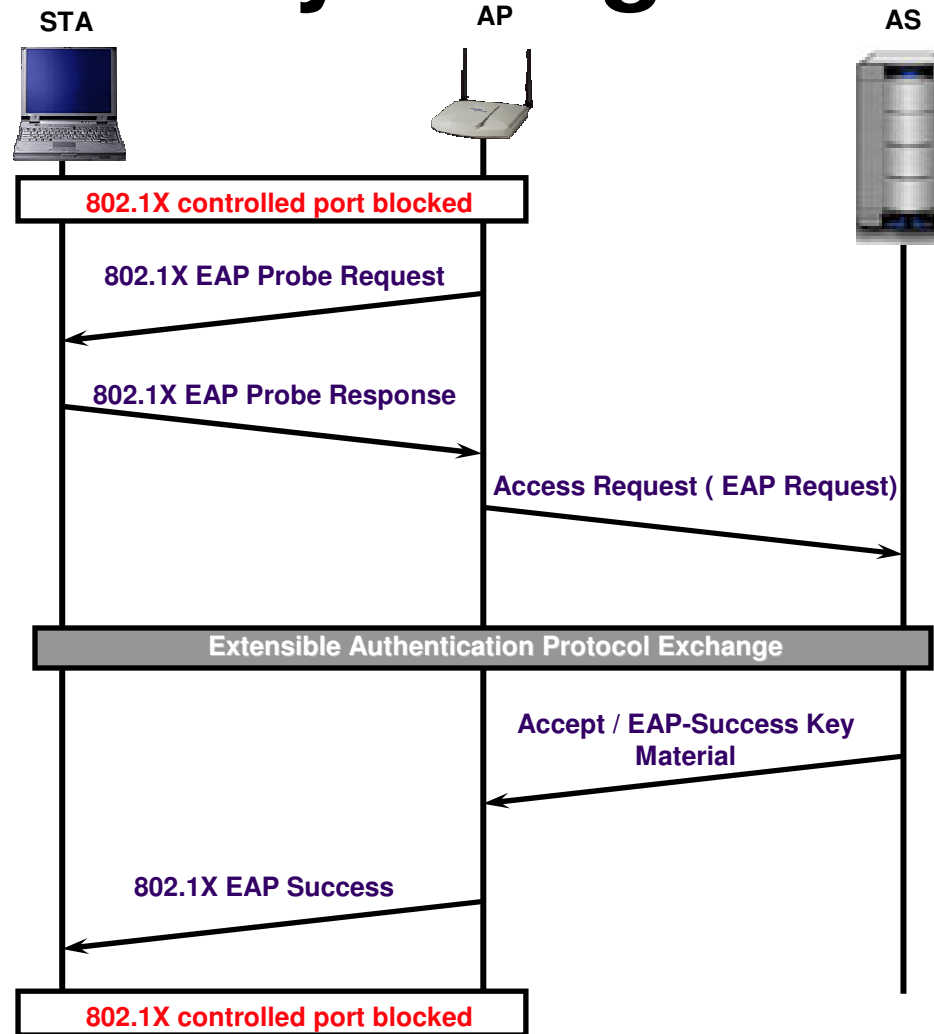 STA
AP
AS
802.1X controlled port blocked
802.1X EAP Probe Request
802.1X EAP Probe Response
Access Request ( EAP Request)
Extensible Authentication Protocol Exchange
Accept / EAP-Success Key
Material
802.1X EAP Success
802.1X controlled port blocked